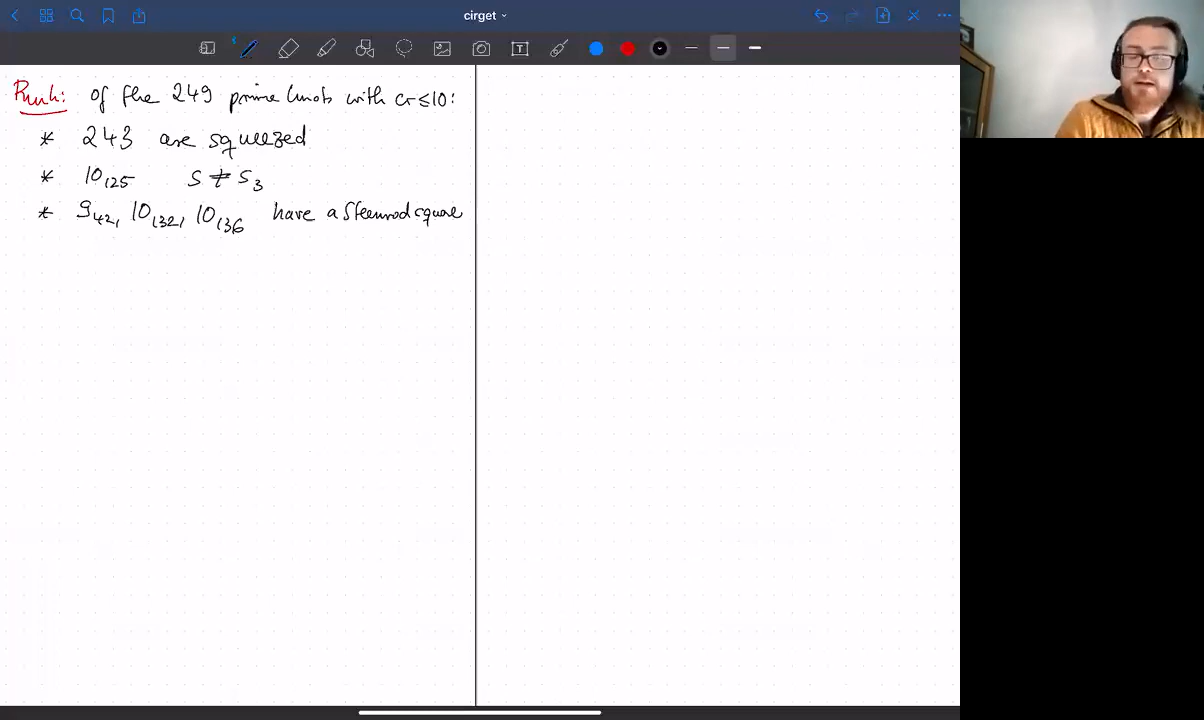 cirget
Rmk: of the 249 prime knots with cr ≤ 10:
* 243 are squeezed
* 10₁₂₅ s ≠ s₃
* 9₄₂, 10₁₃₂, 10₁₃₆ have a Steenrod square